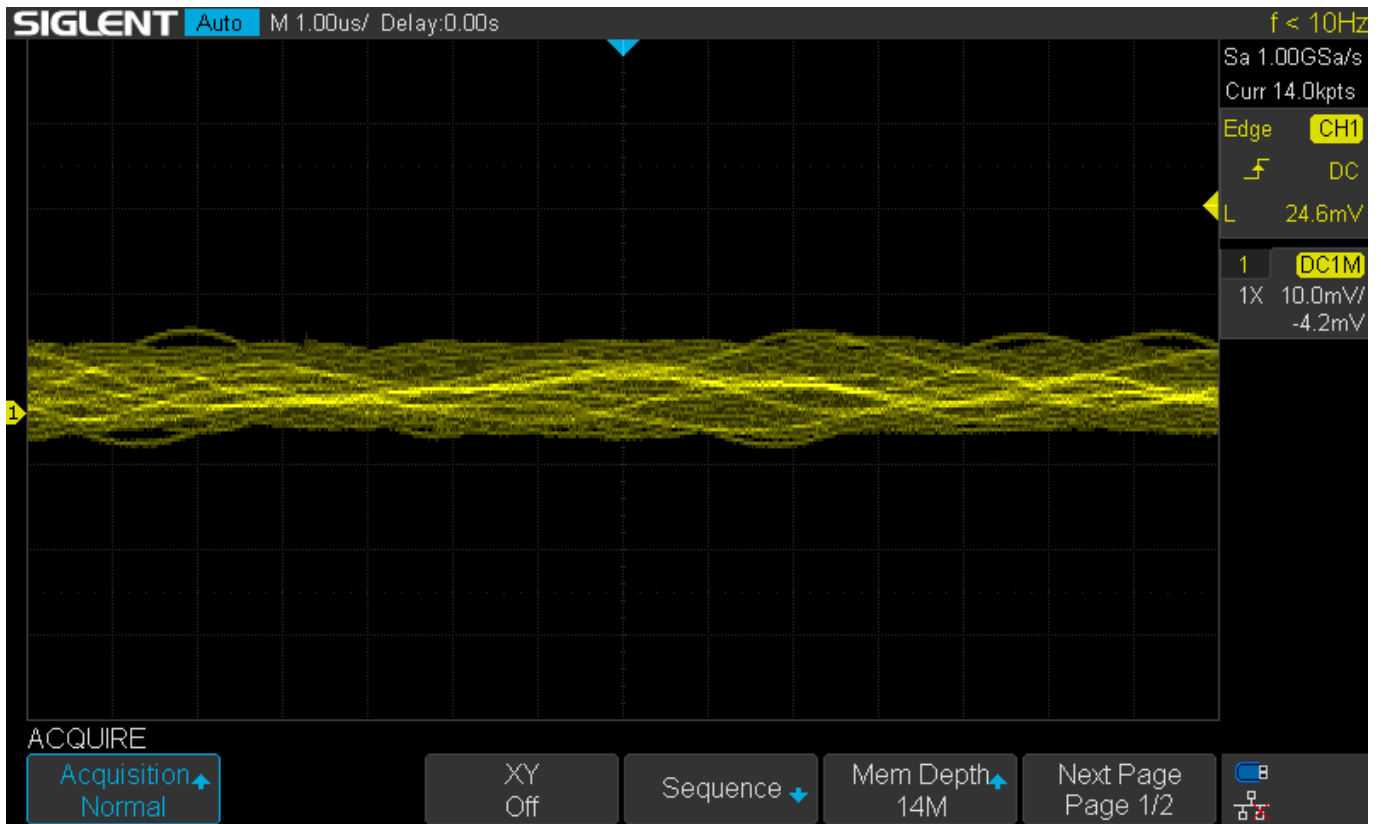 SIGLENT Auto M 1.00us/ Delay:0.00s f < 10Hz
Sa 1.00GSa/s
Curr 14.0kpts
Edge CH1
DC
L 24.6mV
1 DC1M
1X 10.0mV/
-4.2mV
1
ACQUIRE
Acquisition
Normal
XY
Off
Sequence
Mem Depth
14M
Next Page
Page 1/2